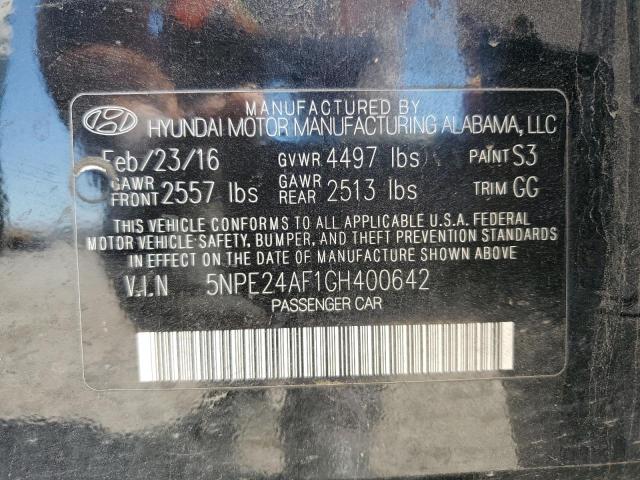 MANUFACTURED BY
HYUNDAI MOTOR MANUFACTURING ALABAMA, LLC
Feb/23/16 GVWR 4497 lbs PAINT S3
GAWR FRONT 2557 lbs GAWR REAR 2513 lbs TRIM GG
THIS VEHICLE CONFORMS TO ALL APPLICABLE U.S.A. FEDERAL
MOTOR VEHICLE SAFETY, BUMPER, AND THEFT PREVENTION STANDARDS
IN EFFECT ON THE DATE OF MANUFACTURE SHOWN ABOVE
V.I.N 5NPE24AF1GH400642
PASSENGER CAR